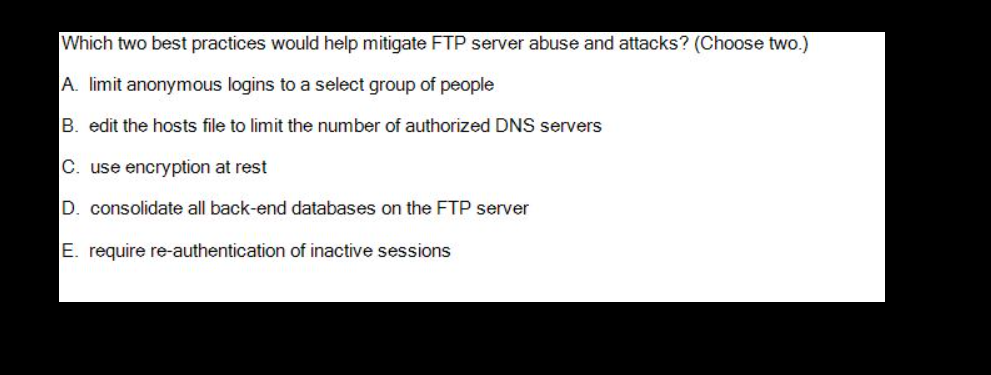 Which two best practices would help mitigate FTP server abuse and attacks? (Choose two.)
A. limit anonymous logins to a select group of people
B. edit the hosts file to limit the number of authorized DNS servers
C. use encryption at rest
D. consolidate all back-end databases on the FTP server
E. require re-authentication of inactive sessions